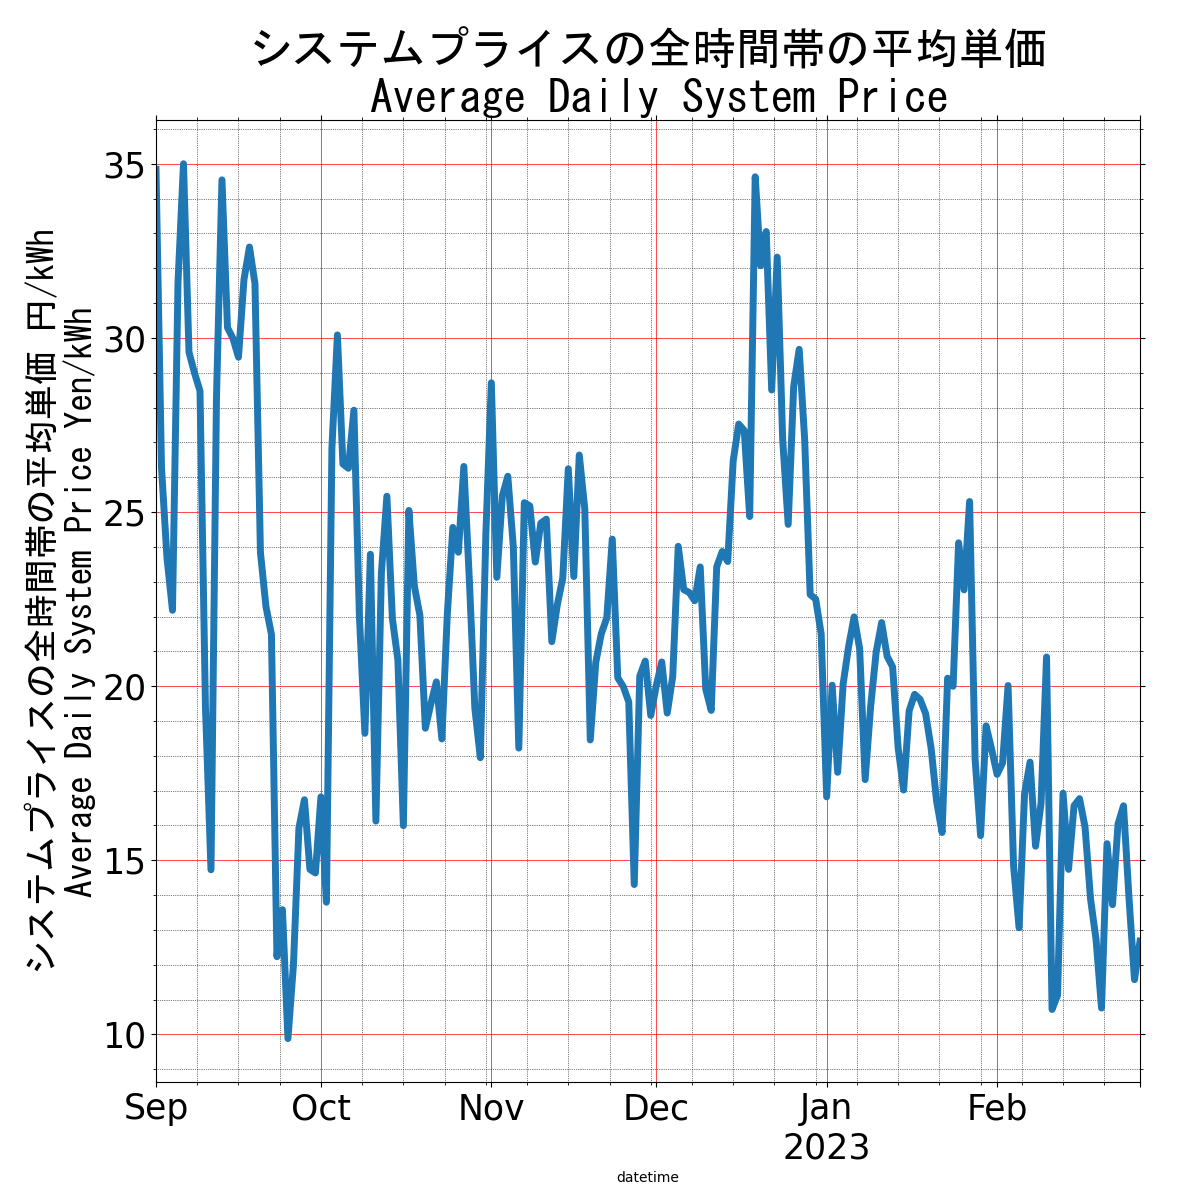 システムプライスの全時間帯の平均単価
Average Daily System Price
システムプライスの全時間帯の平均単価 円/kWh
Average Daily System Price Yen/kWh
35
30
25
20
15
10
Sep
Oct
Nov
Dec
Jan
2023
Feb
datetime